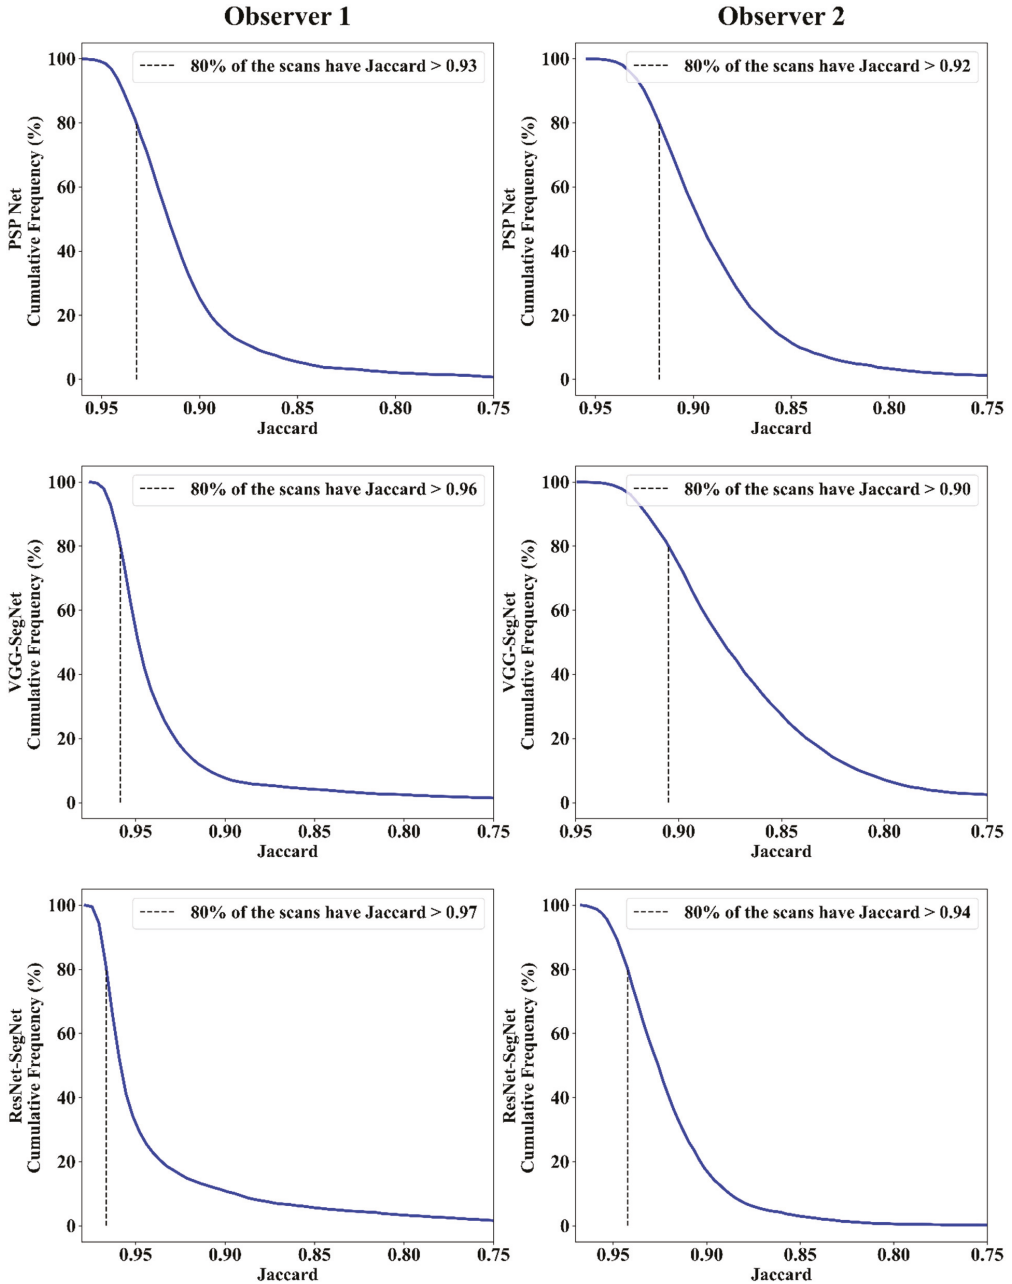 Observer 1
Observer 2
100
80
60
40
20
0
PSP Net
Cumulative Frequency (%)
80% of the scans have Jaccard > 0.93
0.95 0.90 0.85 0.80 0.75
Jaccard
100
80
60
40
20
0
PSP Net
Cumulative Frequency (%)
80% of the scans have Jaccard > 0.92
0.95 0.90 0.85 0.80 0.75
Jaccard
100
80
60
40
20
0
VGG-SegNet
Cumulative Frequency (%)
80% of the scans have Jaccard > 0.96
0.95 0.90 0.85 0.80 0.75
Jaccard
100
80
60
40
20
0
VGG-SegNet
Cumulative Frequency (%)
80% of the scans have Jaccard > 0.90
0.95 0.90 0.85 0.80 0.75
Jaccard
100
80
60
40
20
0
ResNet-SegNet
Cumulative Frequency (%)
80% of the scans have Jaccard > 0.97
0.95 0.90 0.85 0.80 0.75
Jaccard
100
80
60
40
20
0
ResNet-SegNet
Cumulative Frequency (%)
80% of the scans have Jaccard > 0.94
0.95 0.90 0.85 0.80 0.75
Jaccard